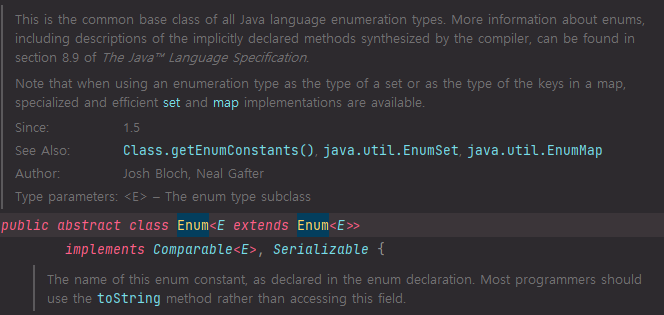 This is the common base class of all Java language enumeration types. More information about enums,
including descriptions of the implicitly declared methods synthesized by the compiler, can be found in
section 8.9 of The Java™ Language Specification.
Note that when using an enumeration type as the type of a set or as the type of the keys in a map,
specialized and efficient set and map implementations are available.
Since: 1.5
See Also: Class.getEnumConstants(), java.util.EnumSet, java.util.EnumMap
Author: Josh Bloch, Neal Gafter
Type parameters: <E> – The enum type subclass
public abstract class Enum<E extends Enum<E>>
implements Comparable<E>, Serializable {
The name of this enum constant, as declared in the enum declaration. Most programmers should
use the toString method rather than accessing this field.